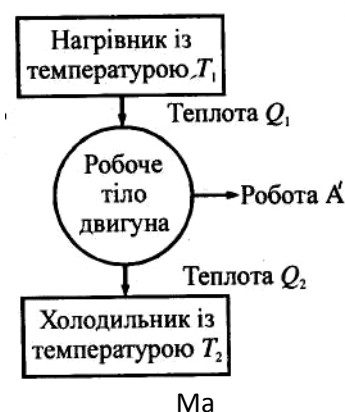 Нагрівник із
температурою T₁
Теплота Q₁
Робоче
тіло
двигуна
Робота A′
Теплота Q₂
Холодильник із
температурою T₂
Ма